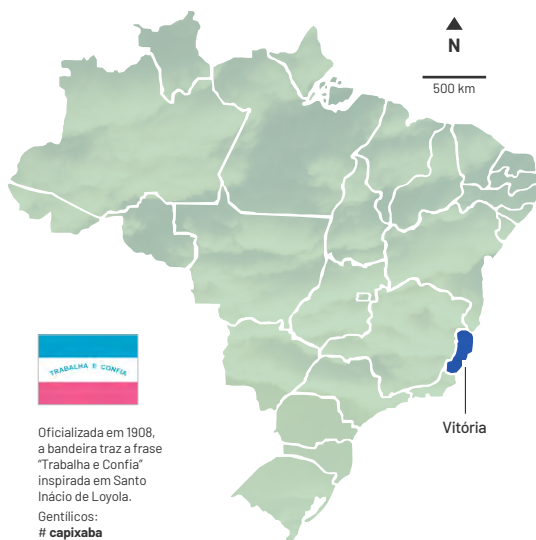 N
500 km
TRABALHA E CONFIA
Vitória
Oficializada em 1908,
a bandeira traz a frase
“Trabalha e Confia”
inspirada em Santo
Inácio de Loyola.
Gentílicos:
# capixaba